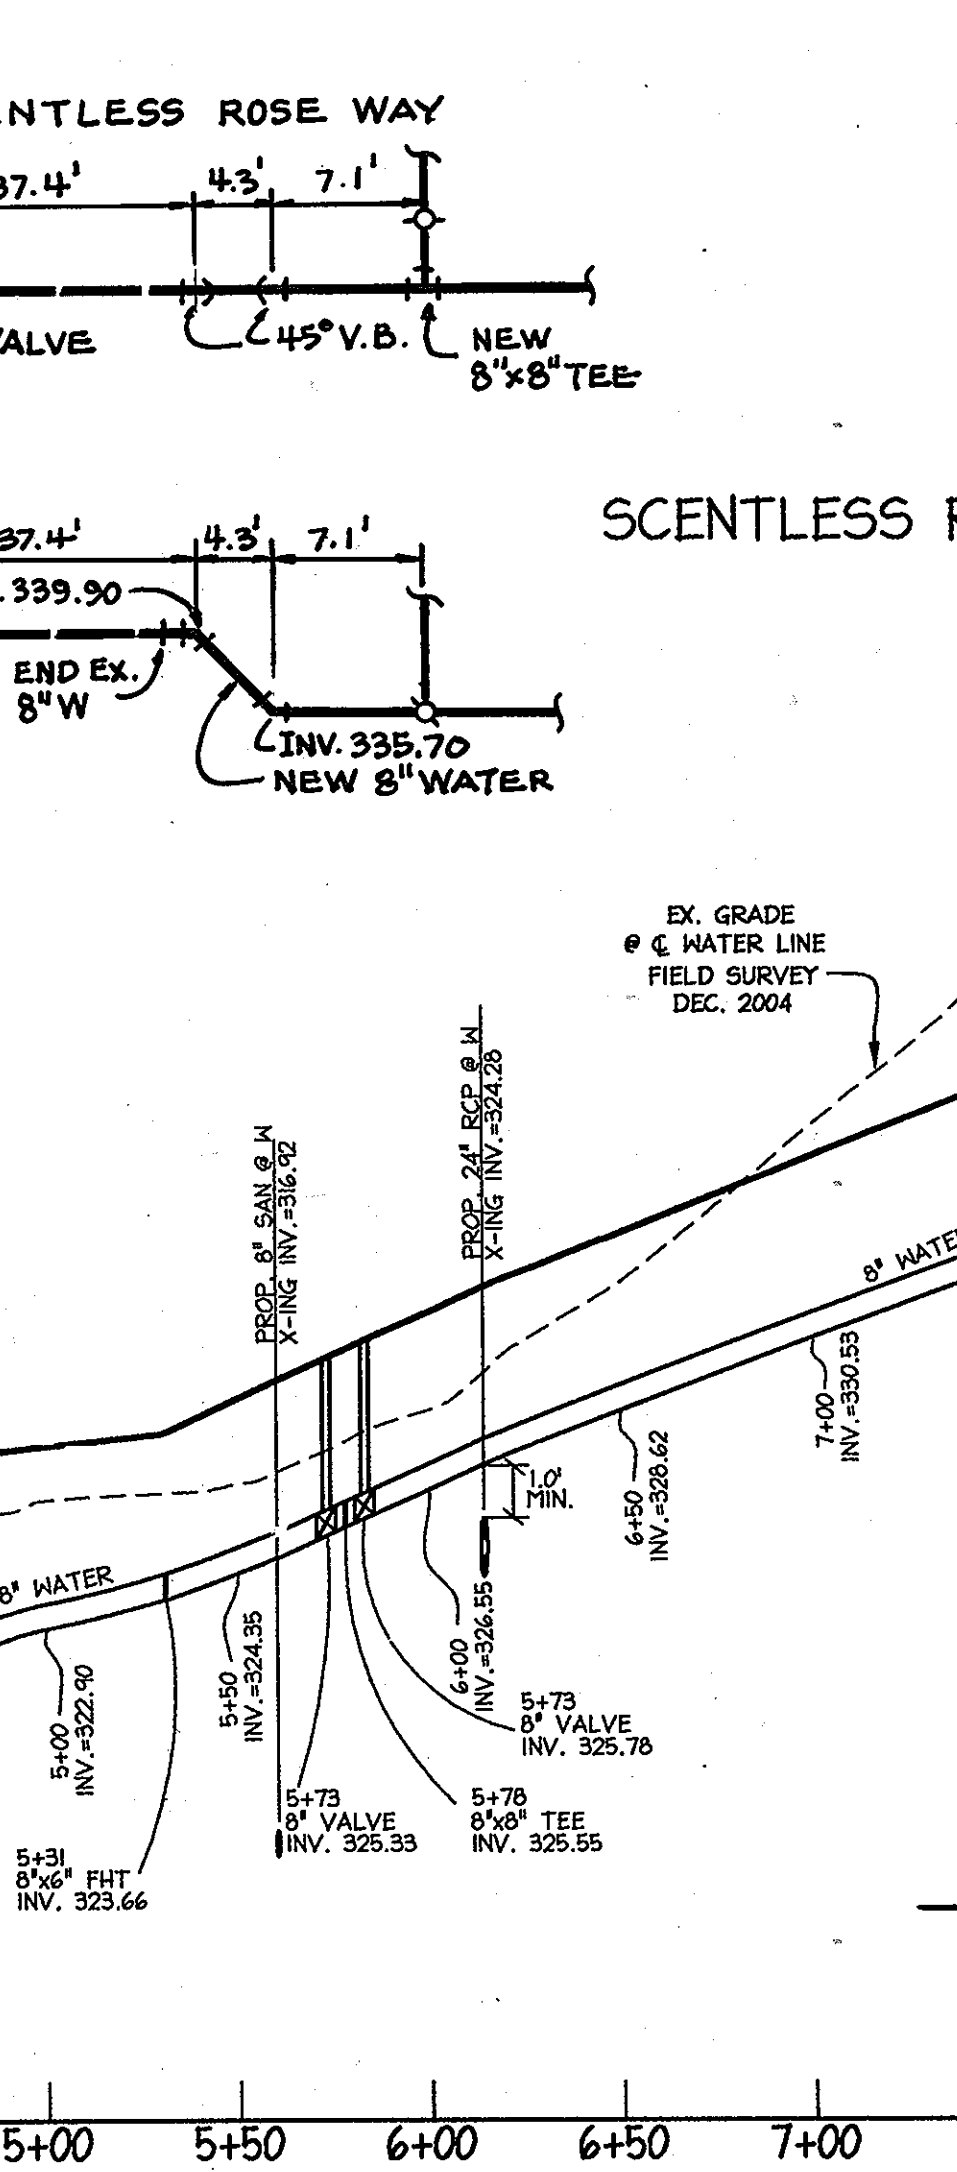 NTLESS ROSE WAY
37.4' 4.3' 7.1'
45° V.B.
NEW
8"x8" TEE
ALVE
SCENTLESS
37.4' 4.3' 7.1'
. 339.90
END EX.
8" W
INV. 335.70
NEW 8" WATER
EX. GRADE
@ ℄ WATER LINE
FIELD SURVEY
DEC. 2004
PROP. 8" SAN @ W
X-ING INV.=316.92
PROP. 24" RCP @ W
X-ING INV.=324.28
8" WATE
8" WATER
1.0'
MIN.
5+00
INV.=322.90
5+50
INV.=324.35
6+00
INV.=326.55
6+50
INV.=328.62
7+00
INV.=330.53
5+73
8" VALVE
INV. 325.78
5+73
8" VALVE
INV. 325.33
5+78
8"x8" TEE
INV. 325.55
5+31
8"x6" FHT
INV. 323.66
5+00 5+50 6+00 6+50 7+00